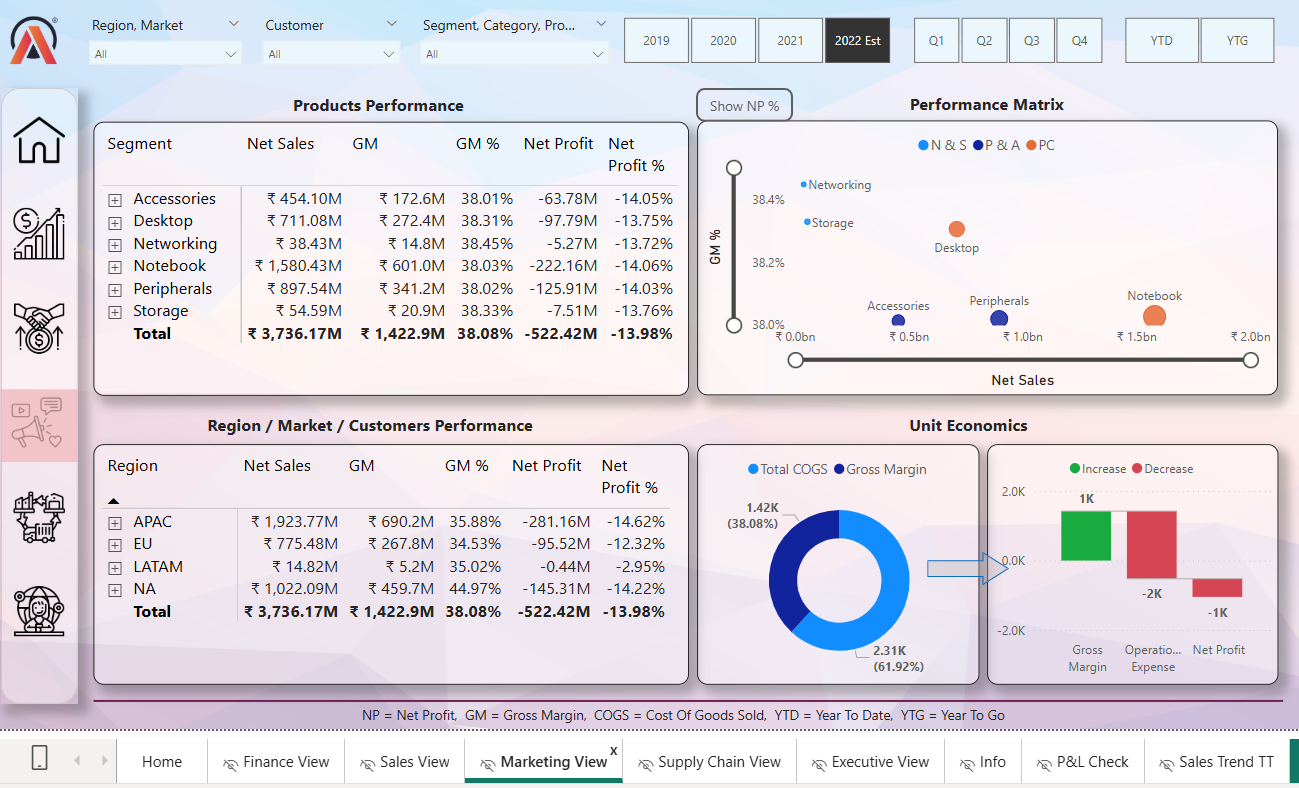 Region, Market
Customer
Segment, Category, Pro...
All
All
All
2019
2020
2021
2022 Est
Q1
Q2
Q3
Q4
YTD
YTG
Products Performance
Segment Net Sales GM GM % Net Profit Net Profit %
Accessories ₹ 454.10M ₹ 172.6M 38.01% -63.78M -14.05%
Desktop ₹ 711.08M ₹ 272.4M 38.31% -97.79M -13.75%
Networking ₹ 38.43M ₹ 14.8M 38.45% -5.27M -13.72%
Notebook ₹ 1,580.43M ₹ 601.0M 38.03% -222.16M -14.06%
Peripherals ₹ 897.54M ₹ 341.2M 38.02% -125.91M -14.03%
Storage ₹ 54.59M ₹ 20.9M 38.33% -7.51M -13.76%
Total ₹ 3,736.17M ₹ 1,422.9M 38.08% -522.42M -13.98%
Show NP %
Performance Matrix
N & S P & A PC
GM %
38.4%
38.2%
38.0%
Networking
Storage
Desktop
Accessories
Peripherals
Notebook
₹ 0.0bn ₹ 0.5bn ₹ 1.0bn ₹ 1.5bn ₹ 2.0bn
Net Sales
Region / Market / Customers Performance
Region Net Sales GM GM % Net Profit Net Profit %
APAC ₹ 1,923.77M ₹ 690.2M 35.88% -281.16M -14.62%
EU ₹ 775.48M ₹ 267.8M 34.53% -95.52M -12.32%
LATAM ₹ 14.82M ₹ 5.2M 35.02% -0.44M -2.95%
NA ₹ 1,022.09M ₹ 459.7M 44.97% -145.31M -14.22%
Total ₹ 3,736.17M ₹ 1,422.9M 38.08% -522.42M -13.98%
Unit Economics
Total COGS Gross Margin
1.42K
(38.08%)
2.31K
(61.92%)
Increase Decrease
2.0K
0.0K
-2.0K
1K
-2K
-1K
Gross Margin
Operatio... Expense
Net Profit
NP = Net Profit, GM = Gross Margin, COGS = Cost Of Goods Sold, YTD = Year To Date, YTG = Year To Go
Home
Finance View
Sales View
Marketing View
x
Supply Chain View
Executive View
Info
P&L Check
Sales Trend TT